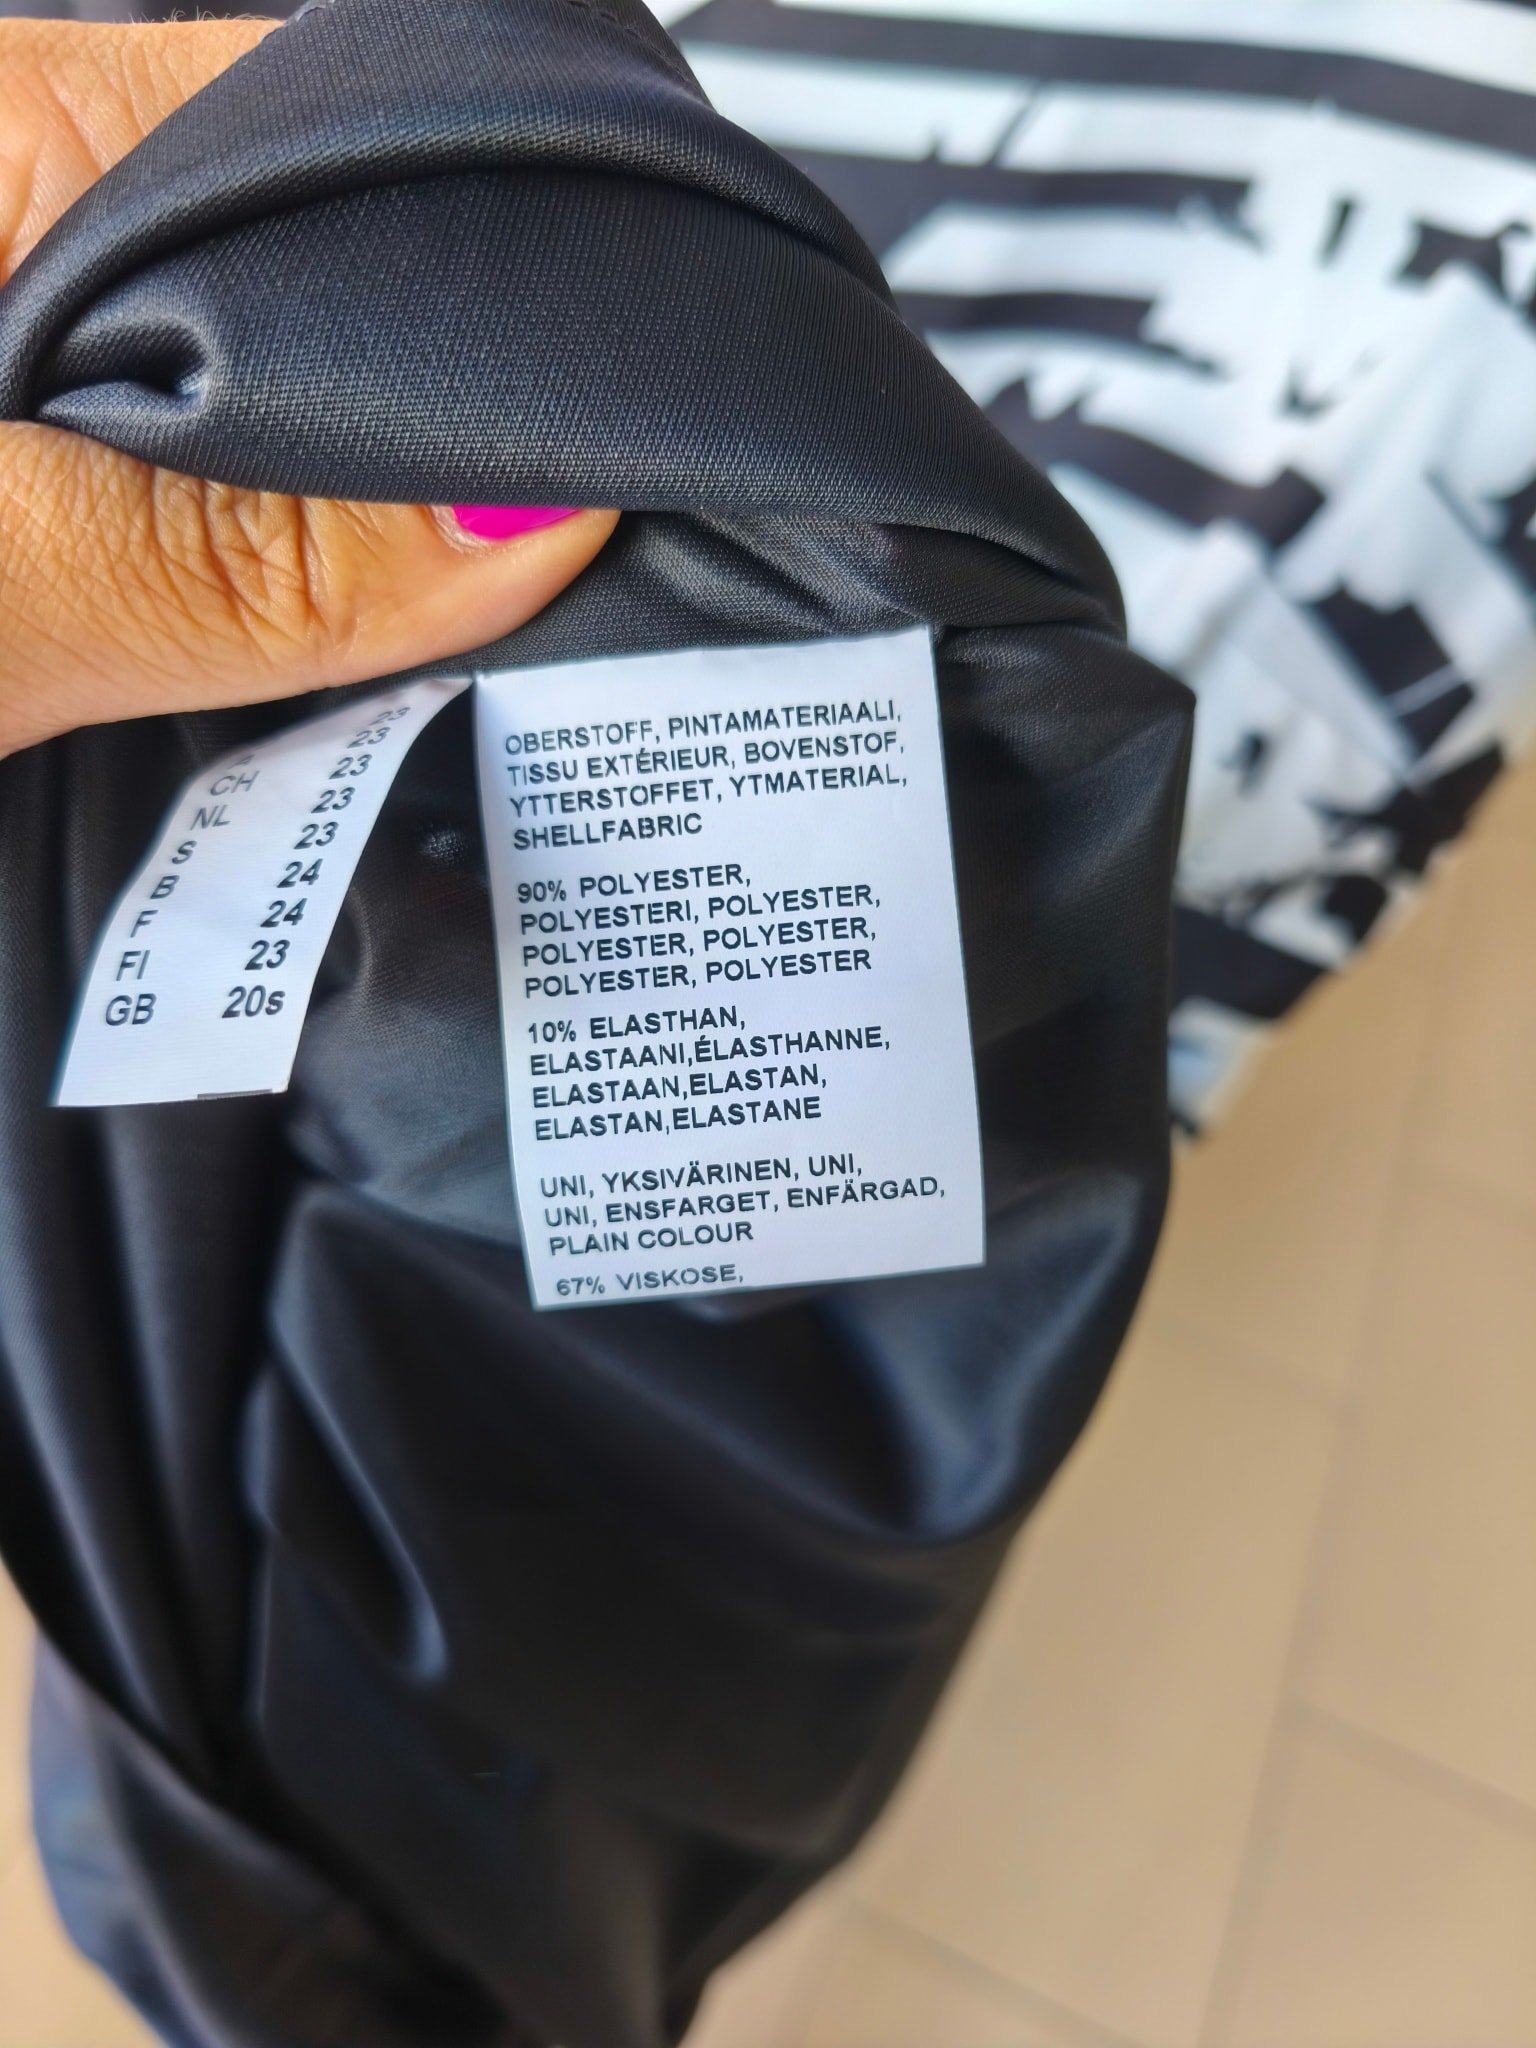 23
A 23
CH 23
NL 23
S 23
B 24
F 24
FI 23
GB 20s
OBERSTOFF, PINTAMATERIAALI,
TISSU EXTÉRIEUR, BOVENSTOF,
YTTERSTOFFET, YTMATERIAL,
SHELLFABRIC
90% POLYESTER,
POLYESTERI, POLYESTER,
POLYESTER, POLYESTER,
POLYESTER, POLYESTER
10% ELASTHAN,
ELASTAANI,ÉLASTHANNE,
ELASTAAN,ELASTAN,
ELASTAN,ELASTANE
UNI, YKSIVÄRINEN, UNI,
UNI, ENSFARGET, ENFÄRGAD,
PLAIN COLOUR
67% VISKOSE,